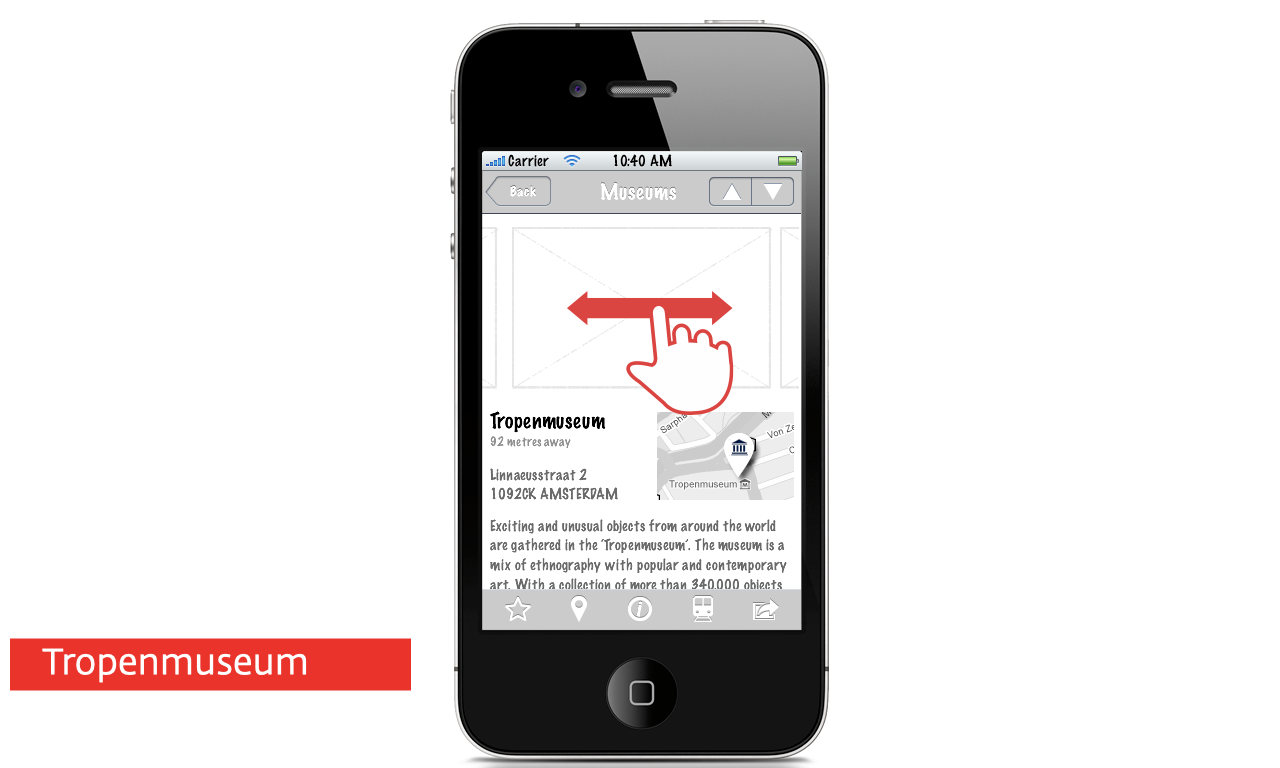 Carrier 10:40 AM
Back Museums
Tropenmuseum
92 metres away
Linnaeusstraat 2
1092CK AMSTERDAM
Sarphs
Von Ze
Tropenmuseum
Exciting and unusual objects from around the world
are gathered in the 'Tropenmuseum'. The museum is a
mix of ethnography with popular and contemporary
art. With a collection of more than 340,000 objects
Tropenmuseum